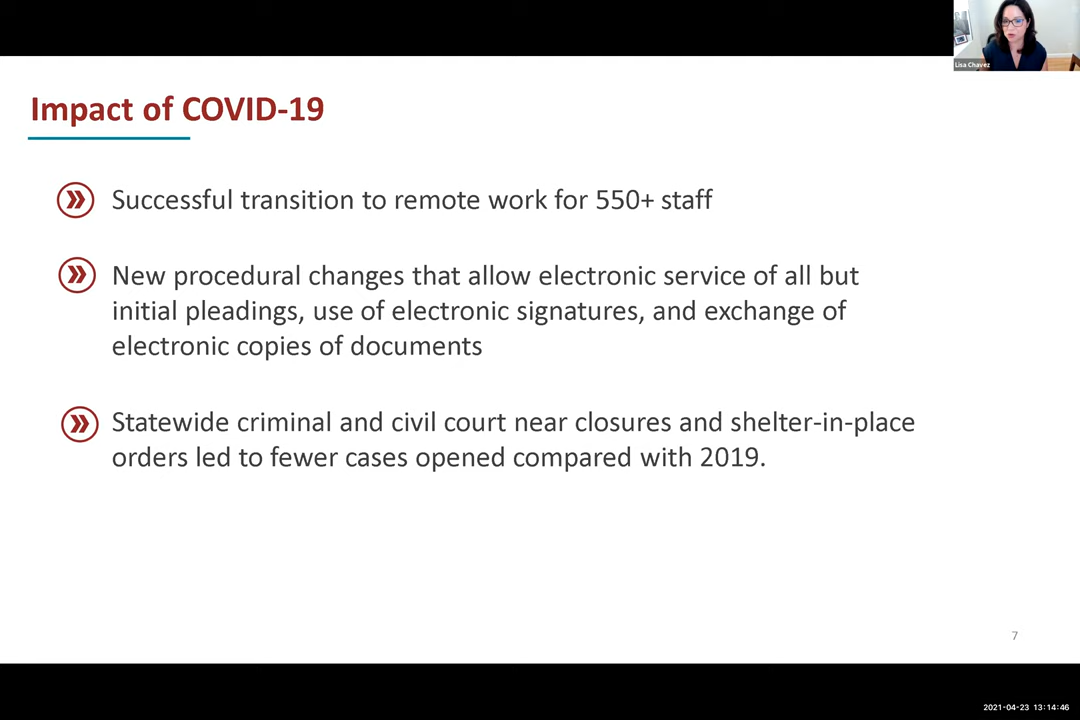 Lisa Chavez
Impact of COVID-19
Successful transition to remote work for 550+ staff
New procedural changes that allow electronic service of all but
initial pleadings, use of electronic signatures, and exchange of
electronic copies of documents
Statewide criminal and civil court near closures and shelter-in-place
orders led to fewer cases opened compared with 2019.
7
2021-04-23 13:14:46